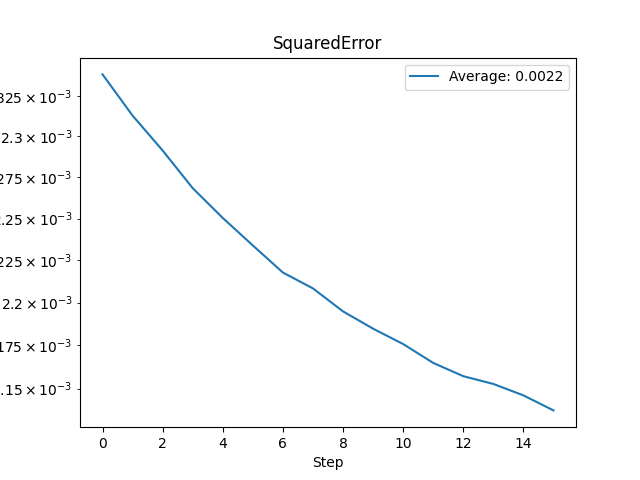 SquaredError
Average: 0.0022
325 × 10⁻³
2.3 × 10⁻³
275 × 10⁻³
.25 × 10⁻³
225 × 10⁻³
2.2 × 10⁻³
175 × 10⁻³
.15 × 10⁻³
0 2 4 6 8 10 12 14
Step